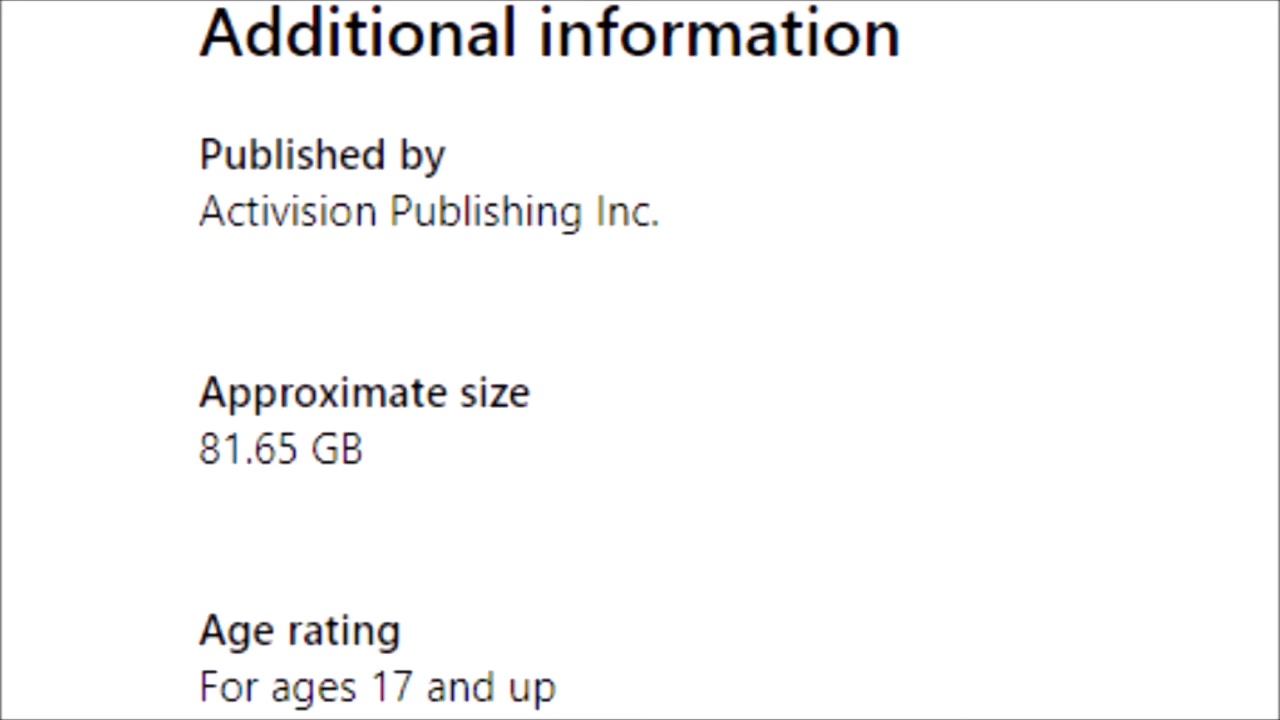 Additional information
Published by
Activision Publishing Inc.
Approximate size
81.65 GB
Age rating
For ages 17 and up